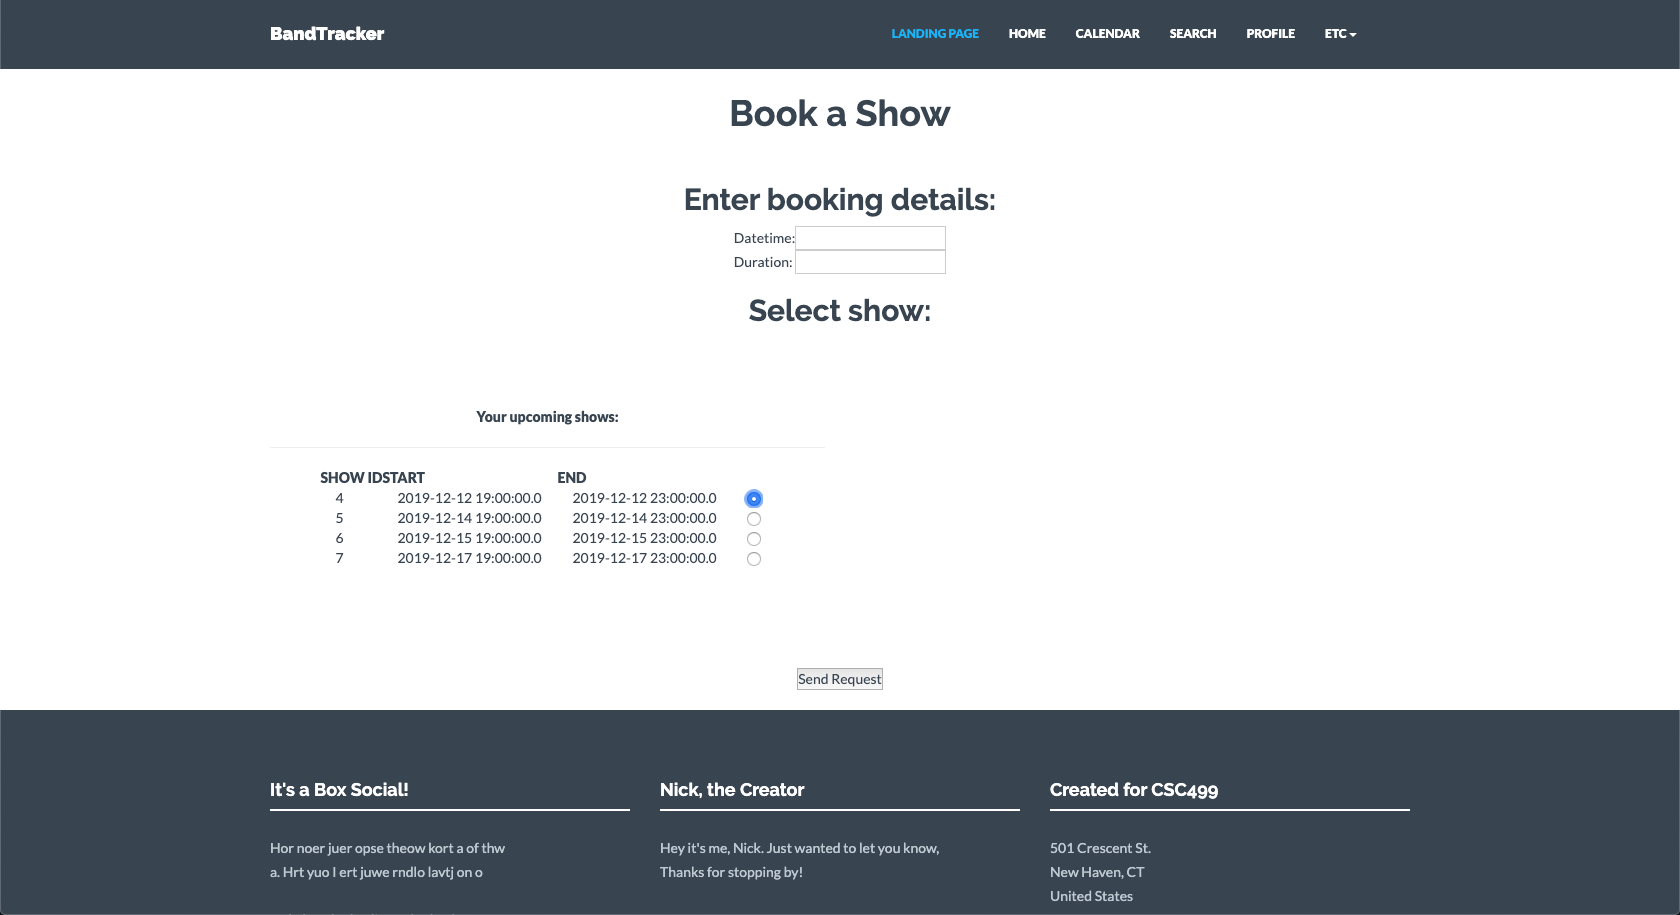 BandTracker
LANDING PAGE HOME CALENDAR SEARCH PROFILE ETC
Book a Show
Enter booking details:
Datetime:
Duration:
Select show:
Your upcoming shows:
SHOW IDSTART END
4 2019-12-12 19:00:00.0 2019-12-12 23:00:00.0
5 2019-12-14 19:00:00.0 2019-12-14 23:00:00.0
6 2019-12-15 19:00:00.0 2019-12-15 23:00:00.0
7 2019-12-17 19:00:00.0 2019-12-17 23:00:00.0
Send Request
It's a Box Social!
Hor noer juer opse theow kort a of thw
a. Hrt yuo I ert juwe rndlo lavtj on o
Nick, the Creator
Hey it's me, Nick. Just wanted to let you know,
Thanks for stopping by!
Created for CSC499
501 Crescent St.
New Haven, CT
United States